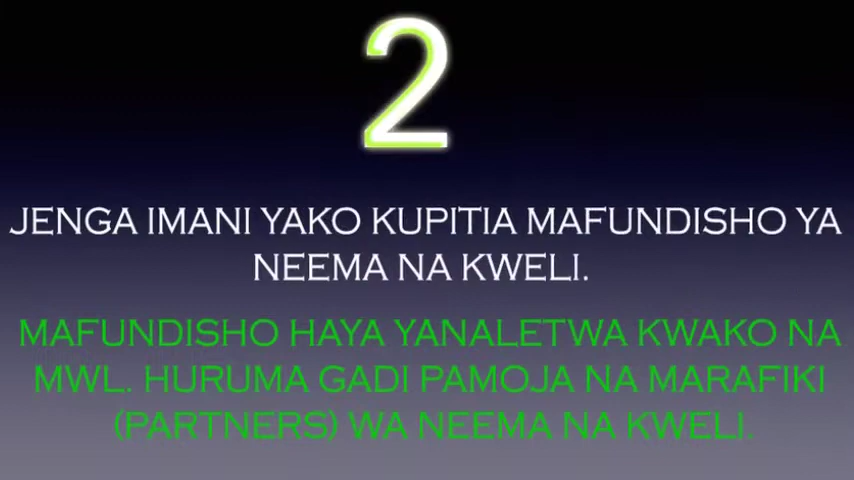 2
JENGA IMANI YAKO KUPITIA MAFUNDISHO YA
NEEMA NA KWELI.
MAFUNDISHO HAYA YANALETWA KWAKO NA
MWL. HURUMA GADI PAMOJA NA MARAFIKI
(PARTNERS) WA NEEMA NA KWELI.